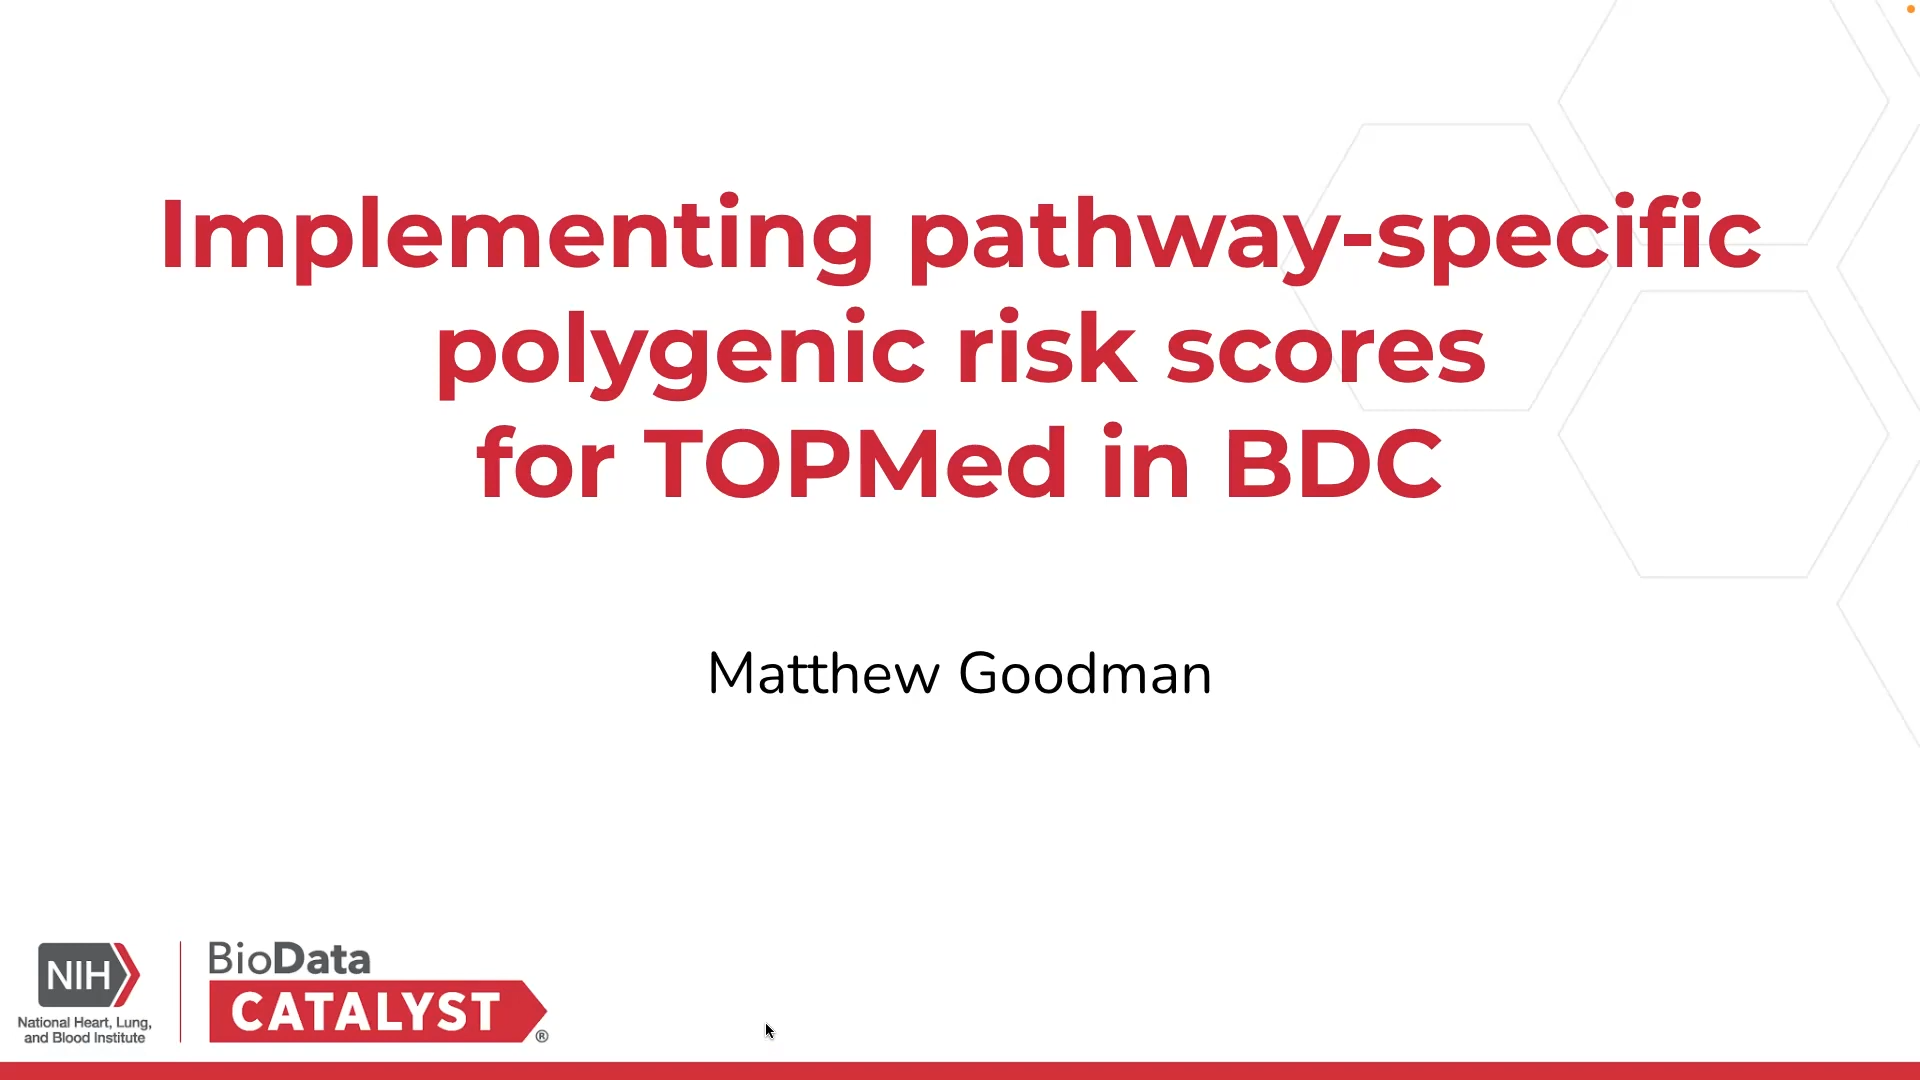 Implementing pathway-specific
polygenic risk scores
for TOPMed in BDC
Matthew Goodman
NIH
National Heart, Lung,
and Blood Institute
BioData
CATALYST
®